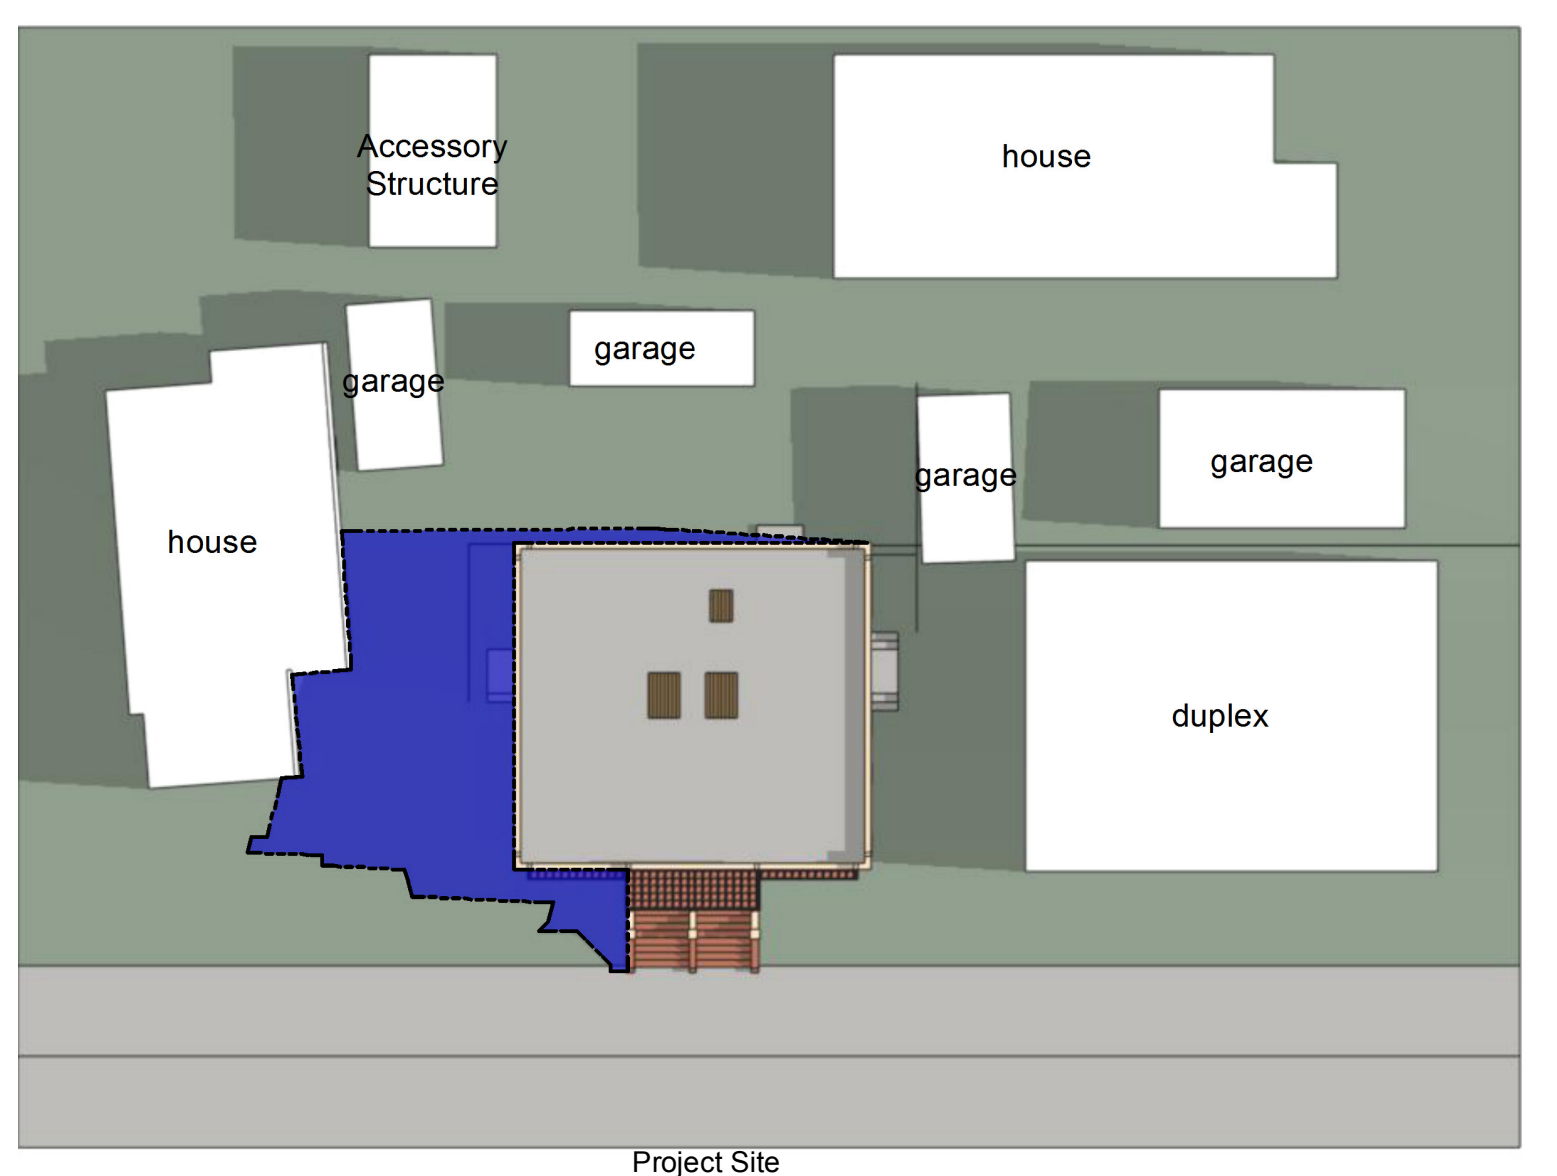 Accessory
Structure
house
garage
garage
garage
garage
house
duplex
Project Site